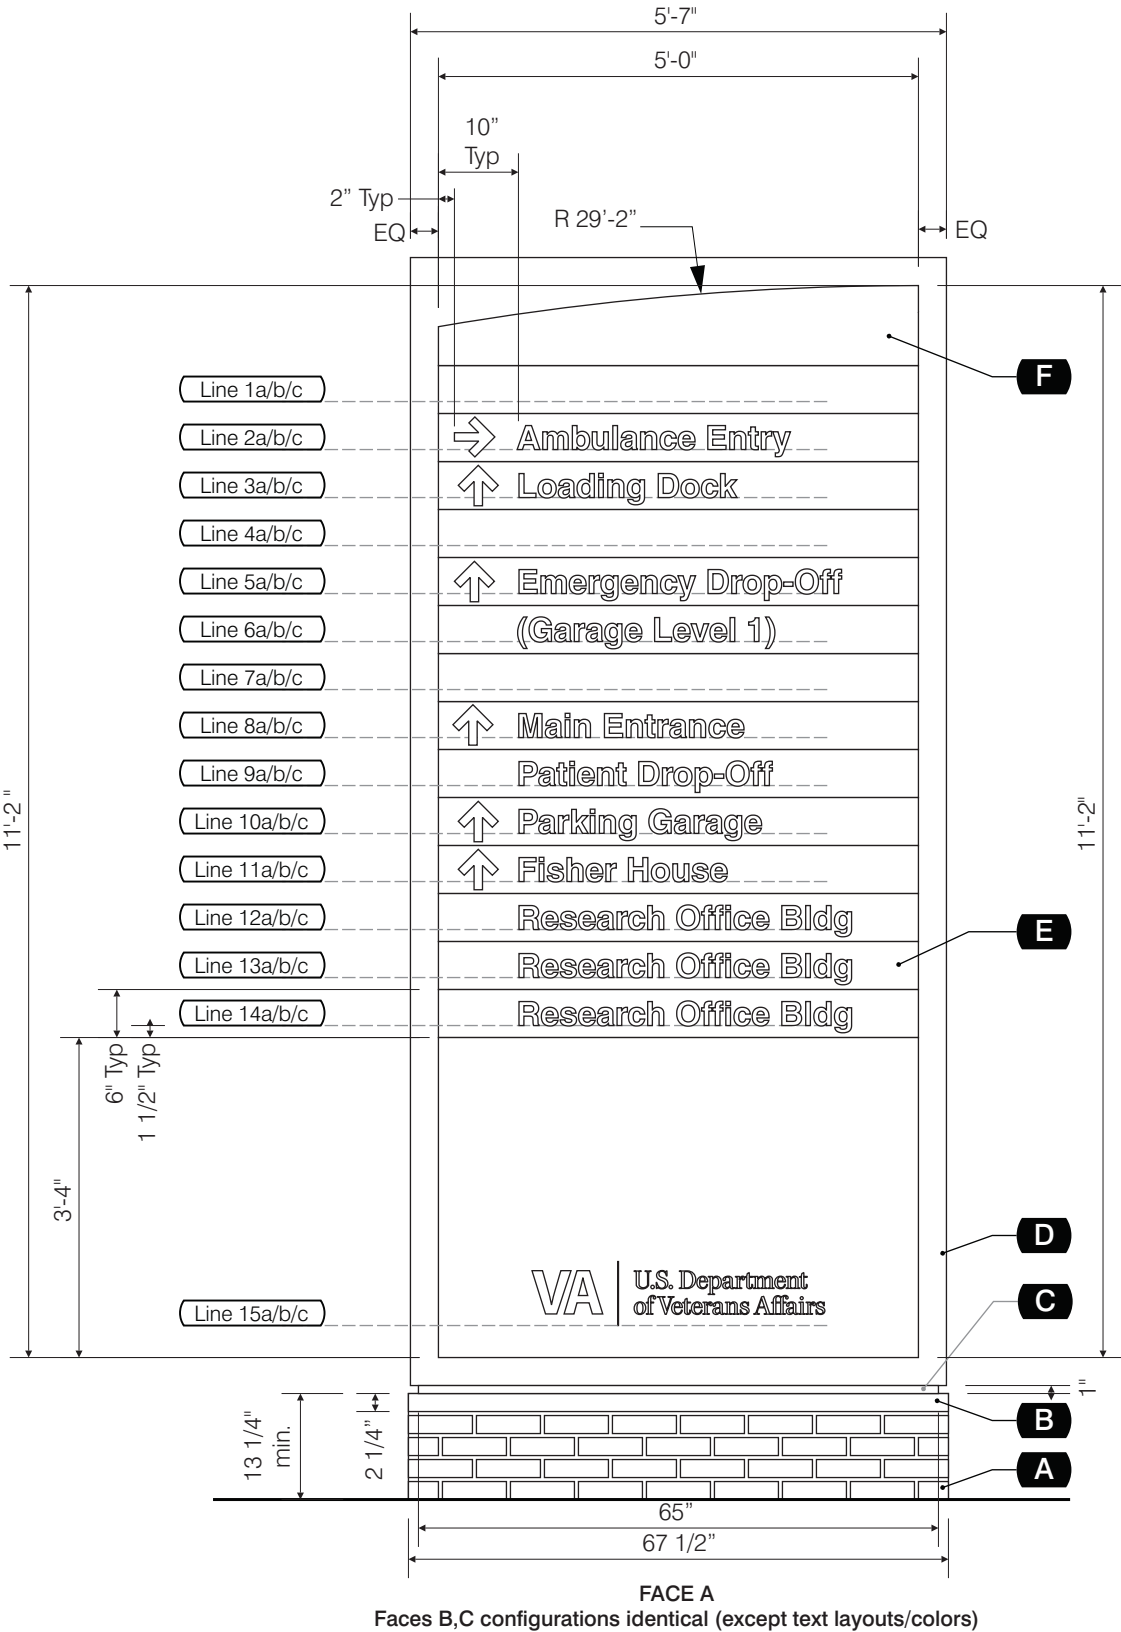 5'-7"
5'-0"
10”
Typ
2” Typ
R 29’-2”
EQ
EQ
F
Line 1a/b/c
Line 2a/b/c
Ambulance Entry
Line 3a/b/c
Loading Dock
Line 4a/b/c
Line 5a/b/c
Emergency Drop-Off
Line 6a/b/c
(Garage Level 1)
Line 7a/b/c
Line 8a/b/c
Main Entrance
Line 9a/b/c
Patient Drop-Off
11'-2"
11'-2"
Line 10a/b/c
Parking Garage
Line 11a/b/c
Fisher House
Line 12a/b/c
Research Office Bldg
E
Line 13a/b/c
Research Office Bldg
Line 14a/b/c
Research Office Bldg
6" Typ
1 1/2" Typ
3'-4"
D
VA
U.S. Department
of Veterans Affairs
C
Line 15a/b/c
1"
B
13 1/4"
min.
2 1/4”
A
65”
67 1/2”
FACE A
Faces B,C configurations identical (except text layouts/colors)